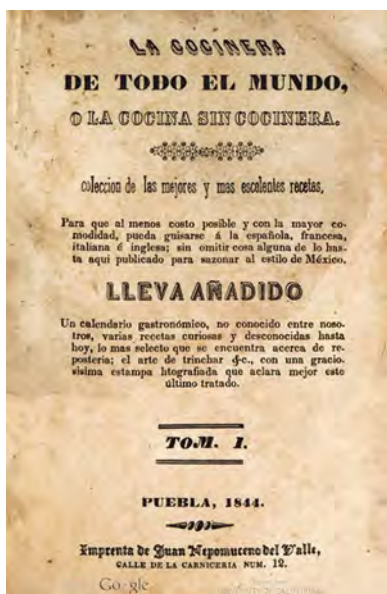 LA COCINERA
DE TODO EL MUNDO,
O LA COCINA SIN COCINERA.
coleccion de las mejores y mas escelentes recetas,
Para que al menos costo posible y con la mayor co-
modidad, pueda guisarse á la española, francesa,
italiana é inglesa; sin omitir cosa alguna de lo has-
ta aqui publicado para sazonar al estilo de México.
LLEVA AÑADIDO
Un calendario gastronómico, no conocido entre noso-
tros, varias recetas curiosas y desconocidas hasta
hoy, lo mas selecto que se encuentra acerca de re-
postería; el arte de trinchar &c., con una gracio-
sisima estampa litografiada que aclara mejor este
último tratado.
TOM. 1.
PUEBLA, 1844.
Imprenta de Juan Nepomuceno del Valle,
CALLE DE LA CARNICERIA NUM. 12.
Google